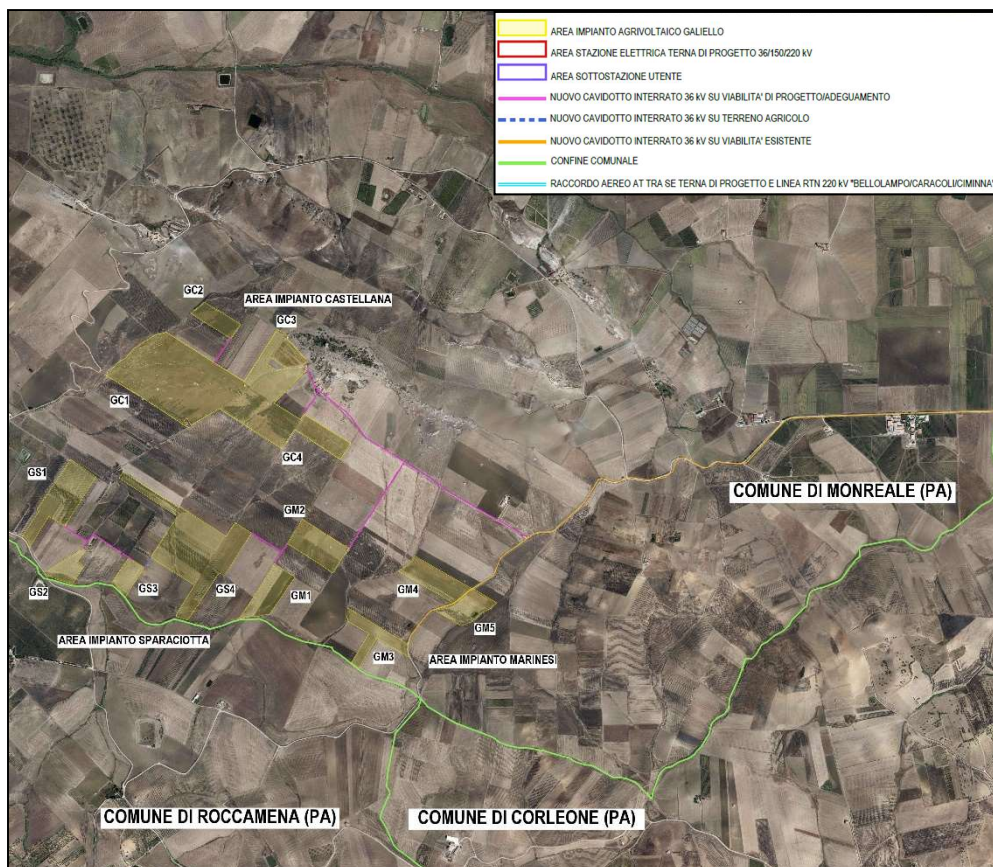 AREA IMPIANTO AGRIVOLTAICO GALIELLO
AREA STAZIONE ELETTRICA TERNA DI PROGETTO 36/150/220 kV
AREA SOTTOSTAZIONE UTENTE
NUOVO CAVIDOTTO INTERRATO 36 kV SU VIABILITA' DI PROGETTO/ADEGUAMENTO
NUOVO CAVIDOTTO INTERRATO 36 kV SU TERRENO AGRICOLO
NUOVO CAVIDOTTO INTERRATO 36 kV SU VIABILITA' ESISTENTE
CONFINE COMUNALE
RACCORDO AEREO AT TRA SE TERNA DI PROGETTO E LINEA RTN 220 kV "BELLOLAMPO/CARACOLI/CIMINNA"
GC2
AREA IMPIANTO CASTELLANA
GC3
GC1
GC4
GS1
COMUNE DI MONREALE (PA)
GM2
GM4
GS2
GS3
GS4
GM1
GM5
AREA IMPIANTO SPARACIOTTA
GM3
AREA IMPIANTO MARINESI
COMUNE DI ROCCAMENA (PA)
COMUNE DI CORLEONE (PA)